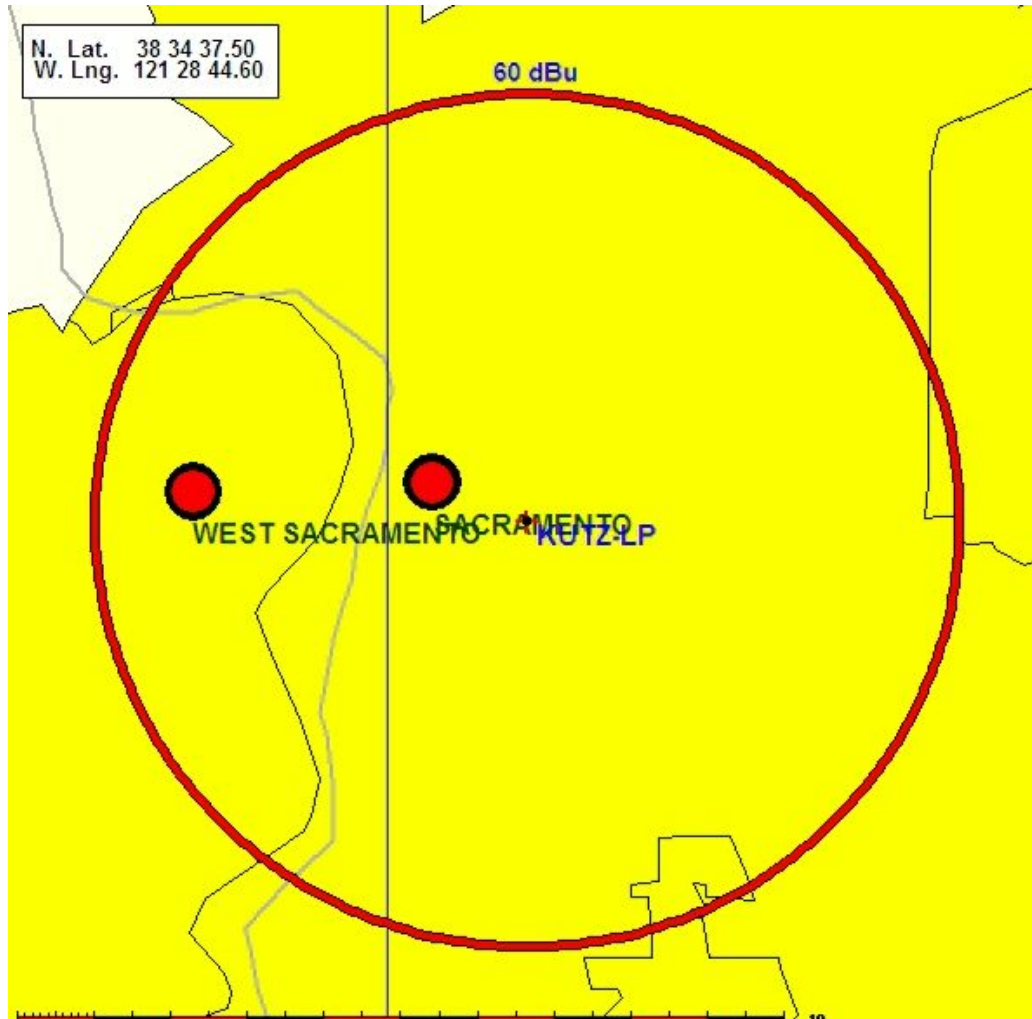 N. Lat. 38 34 37.50
W. Lng. 121 28 44.60
60 dBu
SACRAMENTO
WEST SACRAMENTO
KUTZ-LP